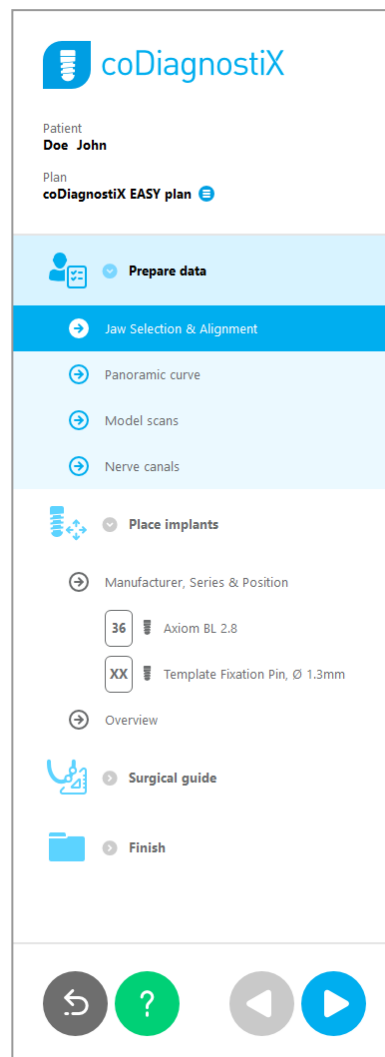 coDiagnostiX
Patient
Doe John
Plan
coDiagnostiX EASY plan
Prepare data
Jaw Selection & Alignment
Panoramic curve
Model scans
Nerve canals
Place implants
Manufacturer, Series & Position
36 Axiom BL 2.8
XX Template Fixation Pin, Ø 1.3mm
Overview
Surgical guide
Finish
?